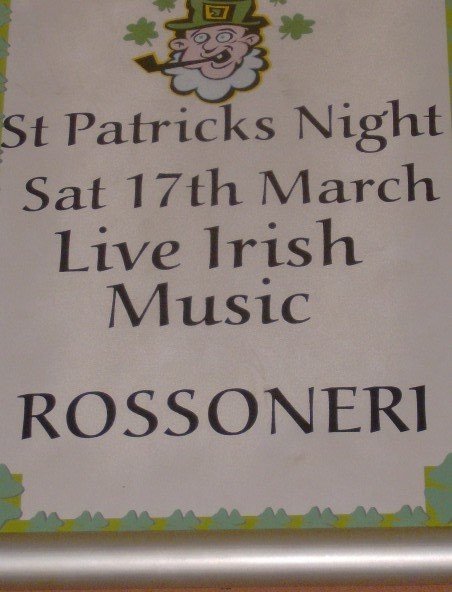 St Patricks Night
Sat 17th March
Live Irish
Music
ROSSONERI